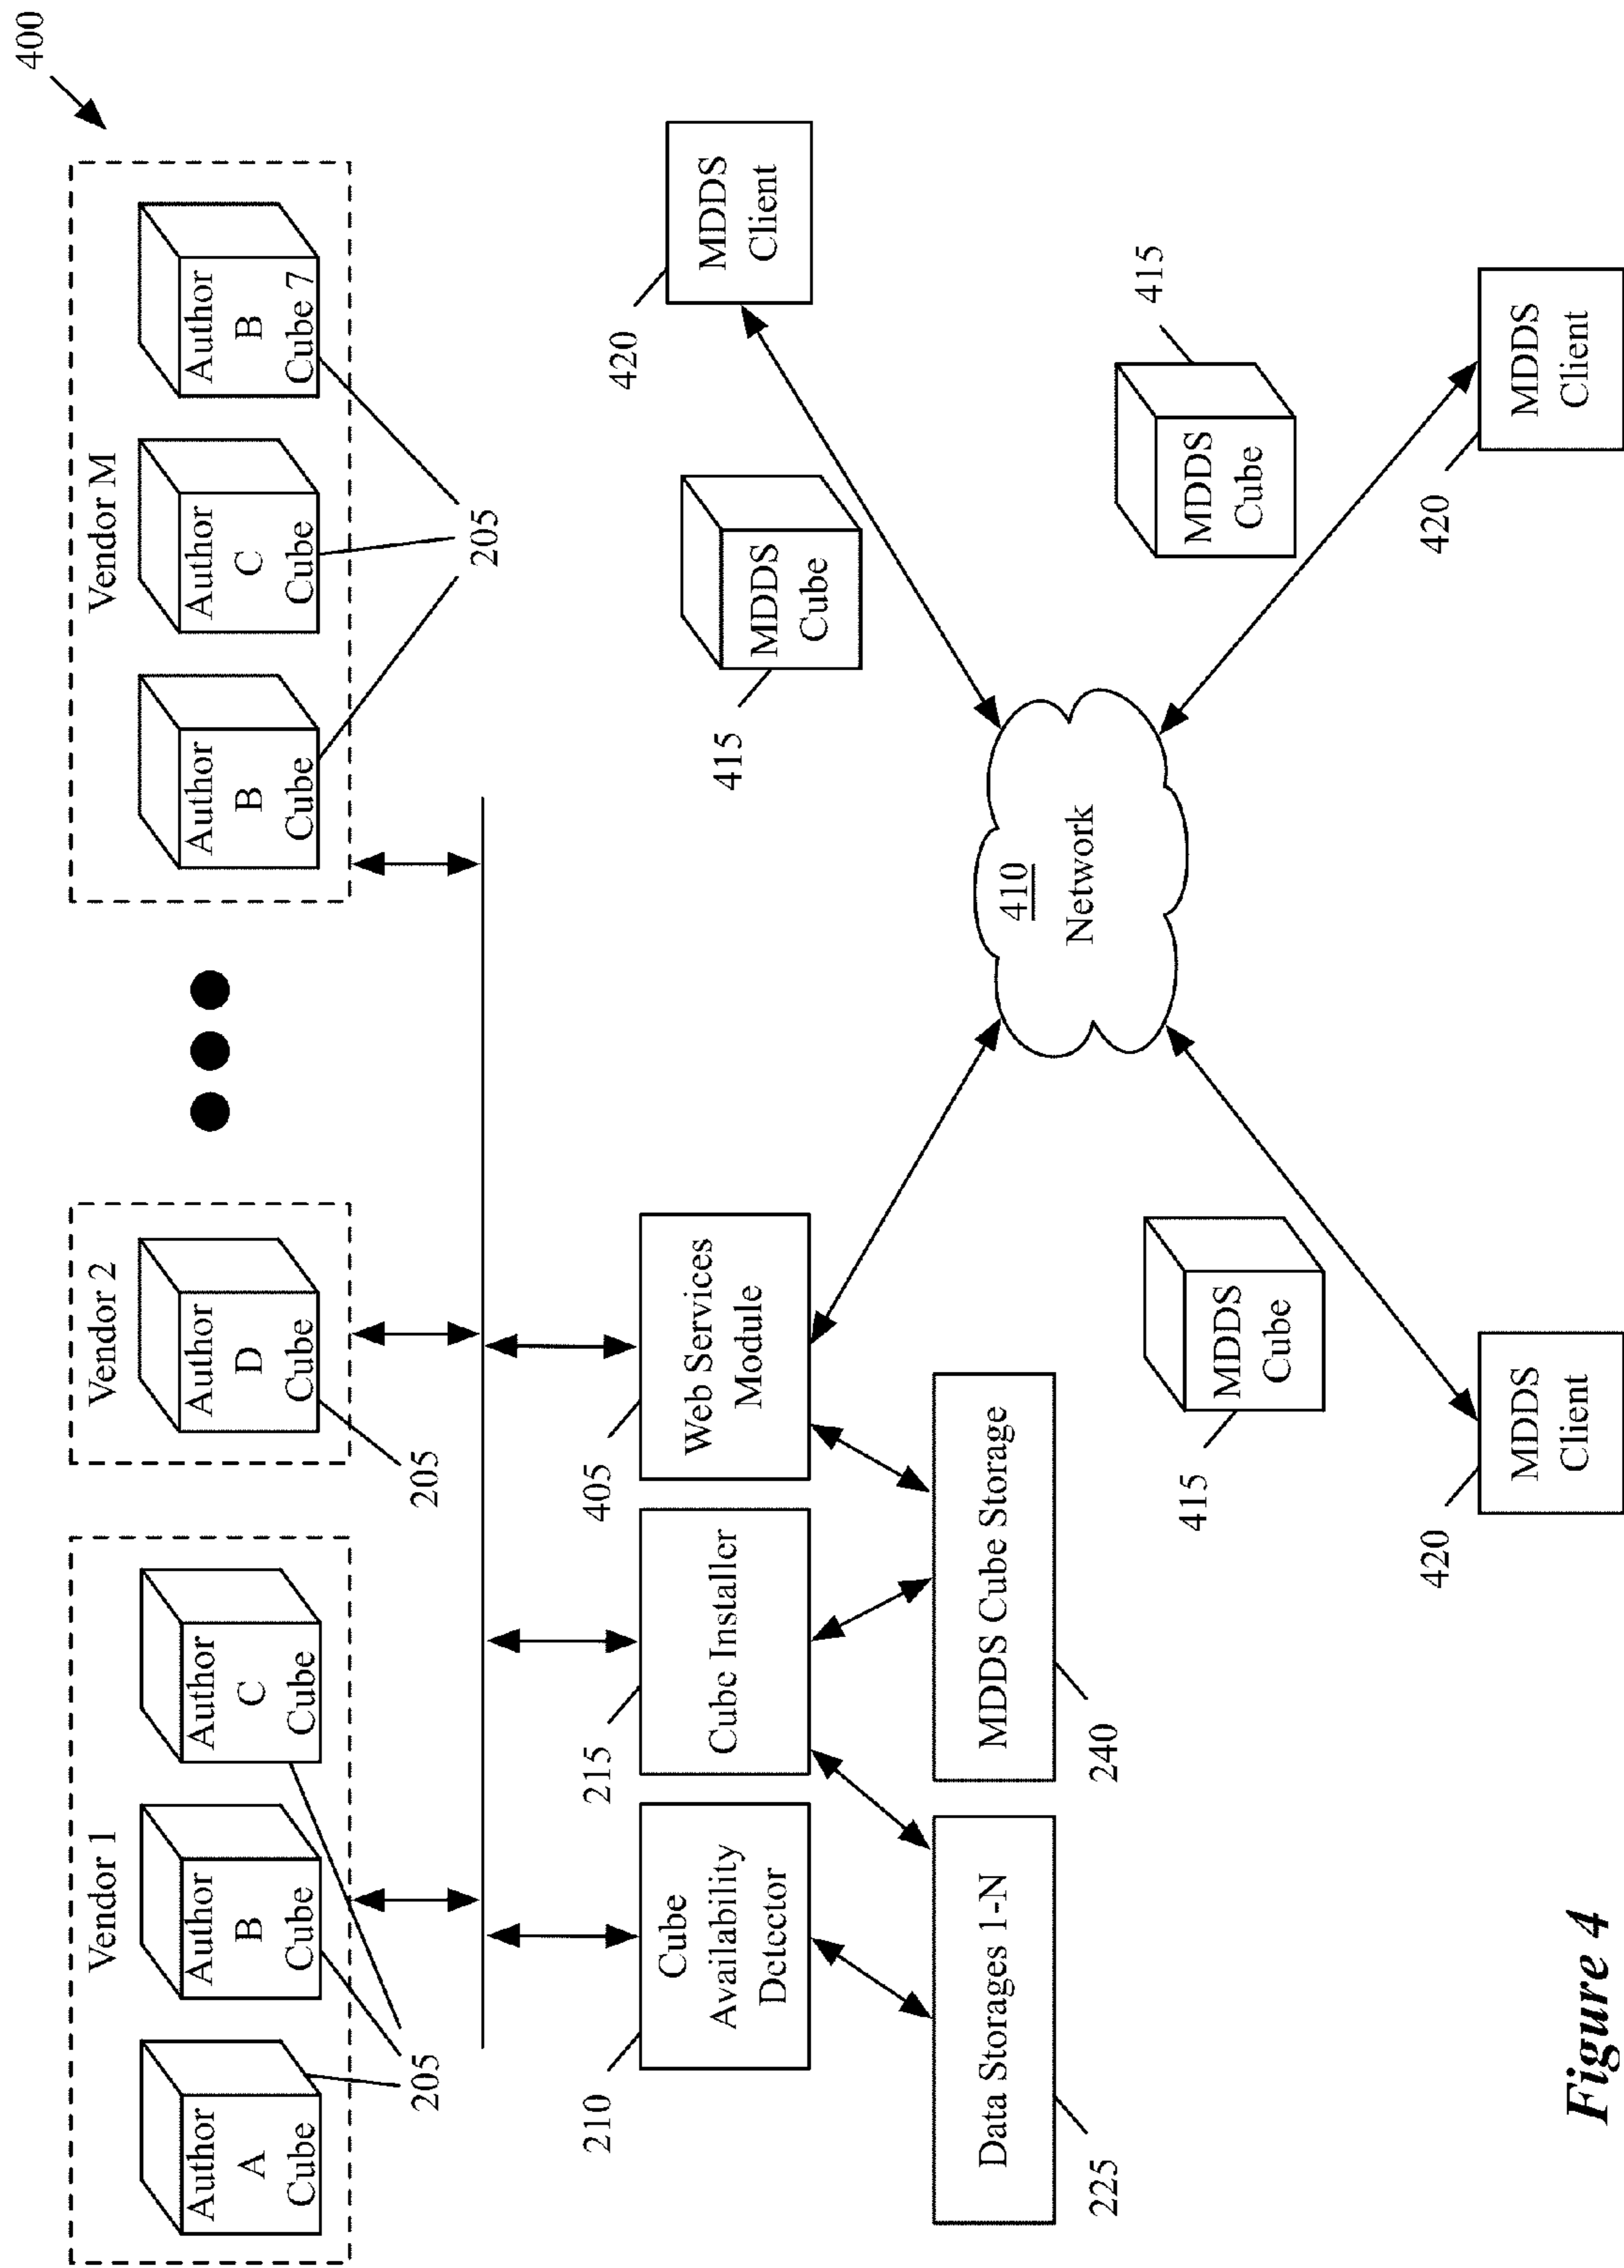 400
Vendor 1
Vendor 2
Vendor M
Author
A
Cube
Author
B
Cube
Author
C
Cube
Author
D
Cube
Author
B
Cube
Author
C
Cube
Author
B
Cube 7
205
205
205
210
Cube
Availability
Detector
215
Cube Installer
405
Web Services
Module
420
MDDS
Client
415
MDDS
Cube
225
Data Storages 1-N
240
MDDS Cube Storage
410
Network
415
MDDS
Cube
415
MDDS
Cube
420
MDDS
Client
420
MDDS
Client
Figure 4